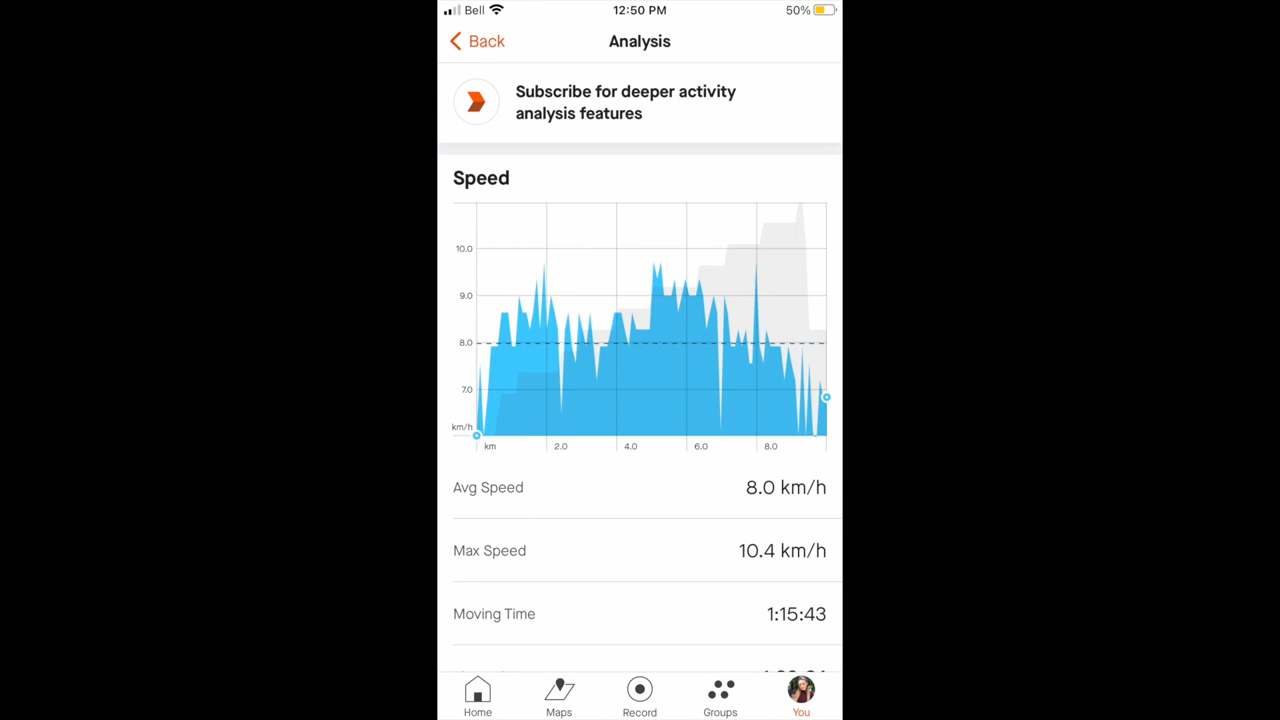 Bell 12:50 PM 50%
Back Analysis
Subscribe for deeper activity
analysis features
Speed
10.0
9.0
8.0
7.0
km/h
km 2.0 4.0 6.0 8.0
Avg Speed 8.0 km/h
Max Speed 10.4 km/h
Moving Time 1:15:43
Home Maps Record Groups You